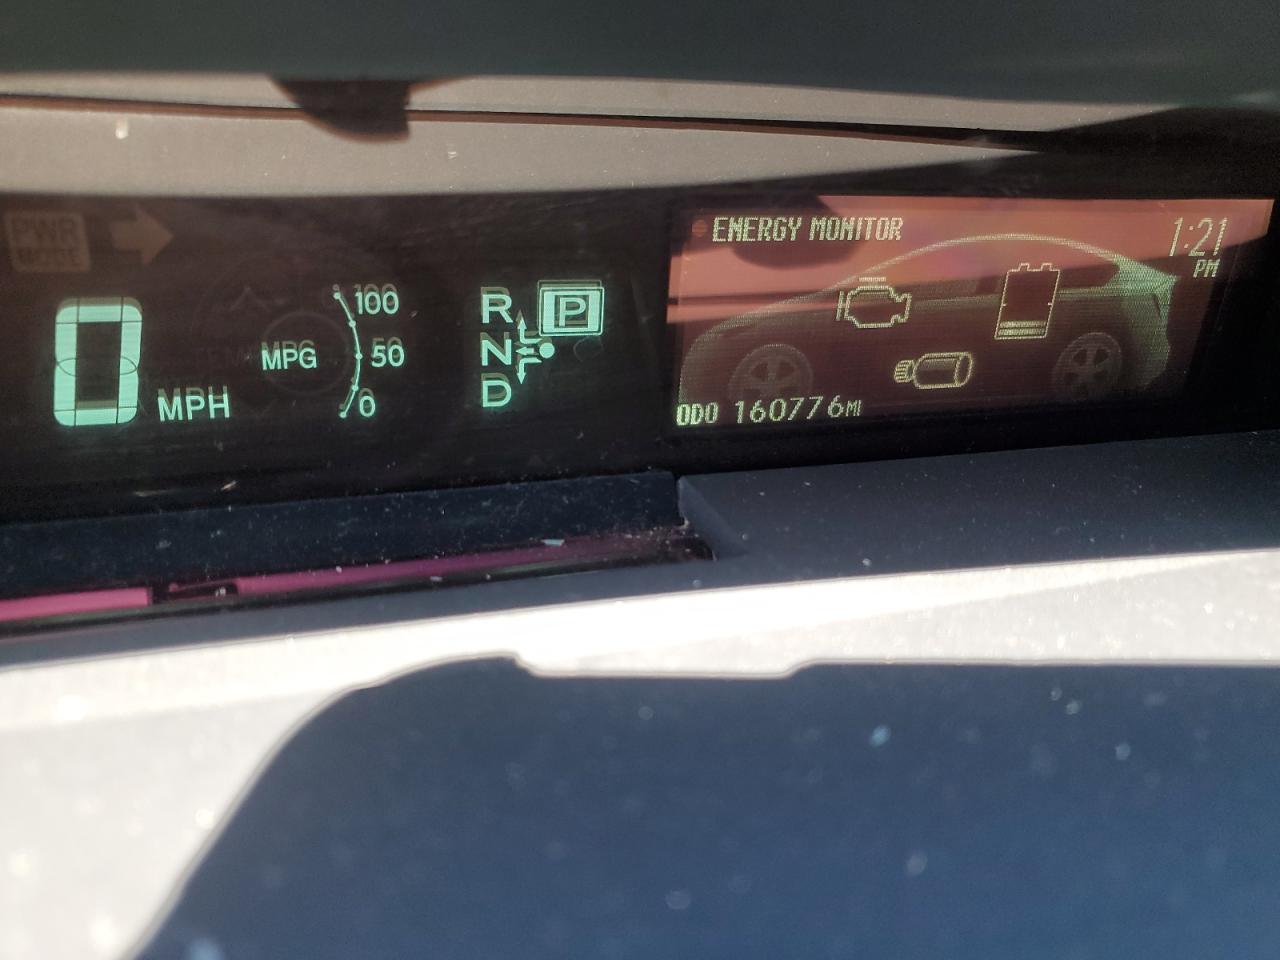 PWR
MODE
0 MPH
MPG
100
50
0
R
N
D
P
ENERGY MONITOR
1:21
PM
ODO 160776MI